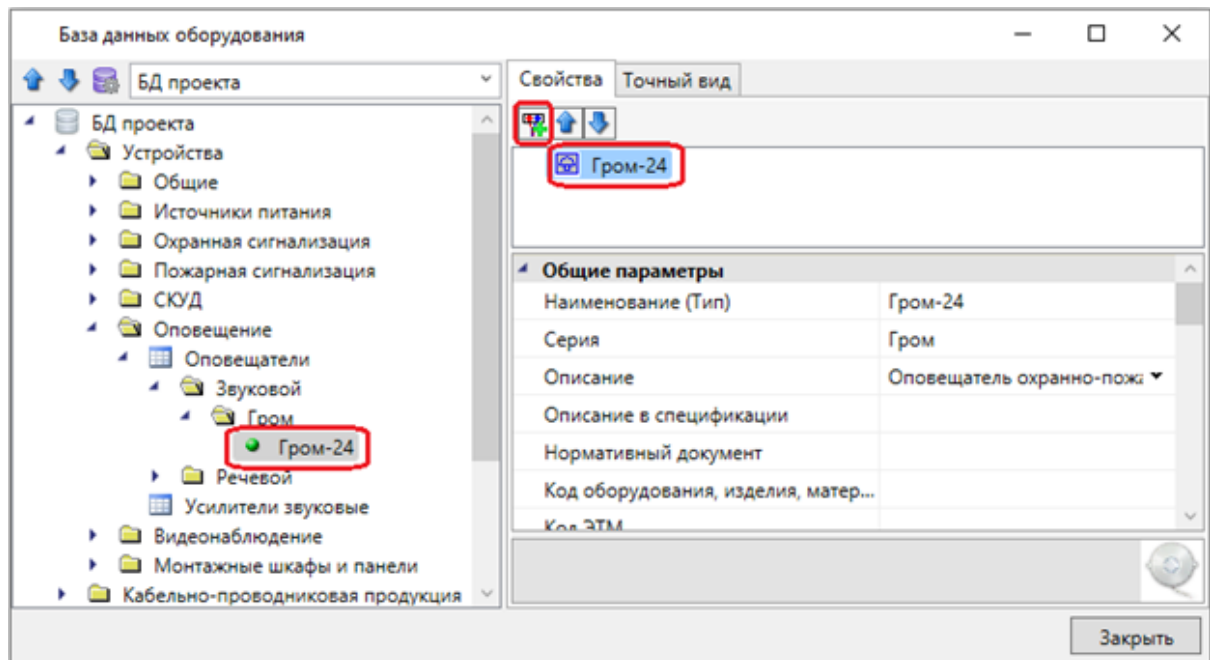 База данных оборудования
БД проекта
БД проекта
Устройства
Общие
Источники питания
Охранная сигнализация
Пожарная сигнализация
СКУД
Оповещение
Оповещатели
Звуковой
Гром
Гром-24
Речевой
Усилители звуковые
Видеонаблюдение
Монтажные шкафы и панели
Кабельно-проводниковая продукция
Свойства Точный вид
Гром-24
Общие параметры
Наименование (Тип) Гром-24
Серия Гром
Описание Оповещатель охранно-пожа
Описание в спецификации
Нормативный документ
Код оборудования, изделия, матер...
Код ЭТМ
Закрыть